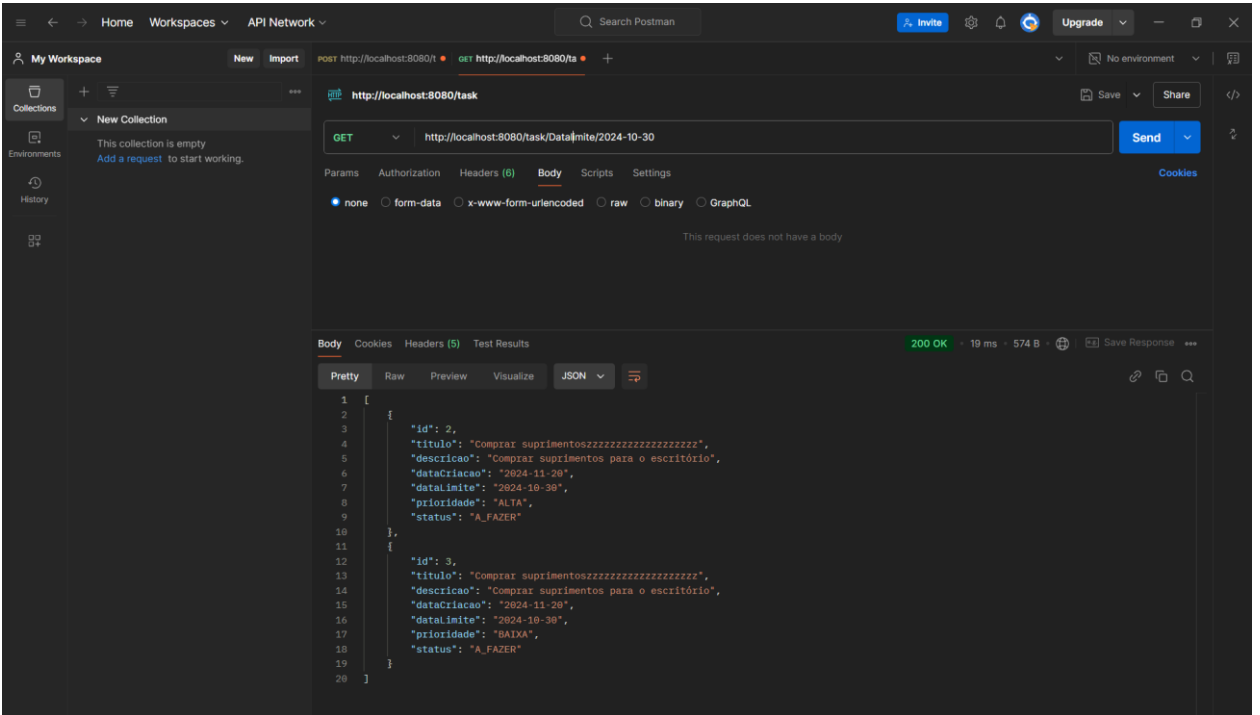 Home Workspaces API Network Search Postman Invite Upgrade
My Workspace New Import POST http://localhost:8080/t GET http://localhost:8080/ta No environment
Collections
Environments
History
New Collection
This collection is empty
Add a request to start working.
HTTP http://localhost:8080/task Save Share
GET http://localhost:8080/task/Datalimite/2024-10-30 Send
Params Authorization Headers (6) Body Scripts Settings Cookies
none form-data x-www-form-urlencoded raw binary GraphQL
This request does not have a body
Body Cookies Headers (5) Test Results 200 OK 19 ms 574 B Save Response
Pretty Raw Preview Visualize JSON
1 [
2 {
3 "id": 2,
4 "titulo": "Comprar suprimentoszzzzzzzzzzzzzzzzzzzz",
5 "descricao": "Comprar suprimentos para o escritório",
6 "dataCriacao": "2024-11-20",
7 "dataLimite": "2024-10-30",
8 "prioridade": "ALTA",
9 "status": "A_FAZER"
10 },
11 {
12 "id": 3,
13 "titulo": "Comprar suprimentoszzzzzzzzzzzzzzzzzzzz",
14 "descricao": "Comprar suprimentos para o escritório",
15 "dataCriacao": "2024-11-20",
16 "dataLimite": "2024-10-30",
17 "prioridade": "BAIXA",
18 "status": "A_FAZER"
19 }
20 ]